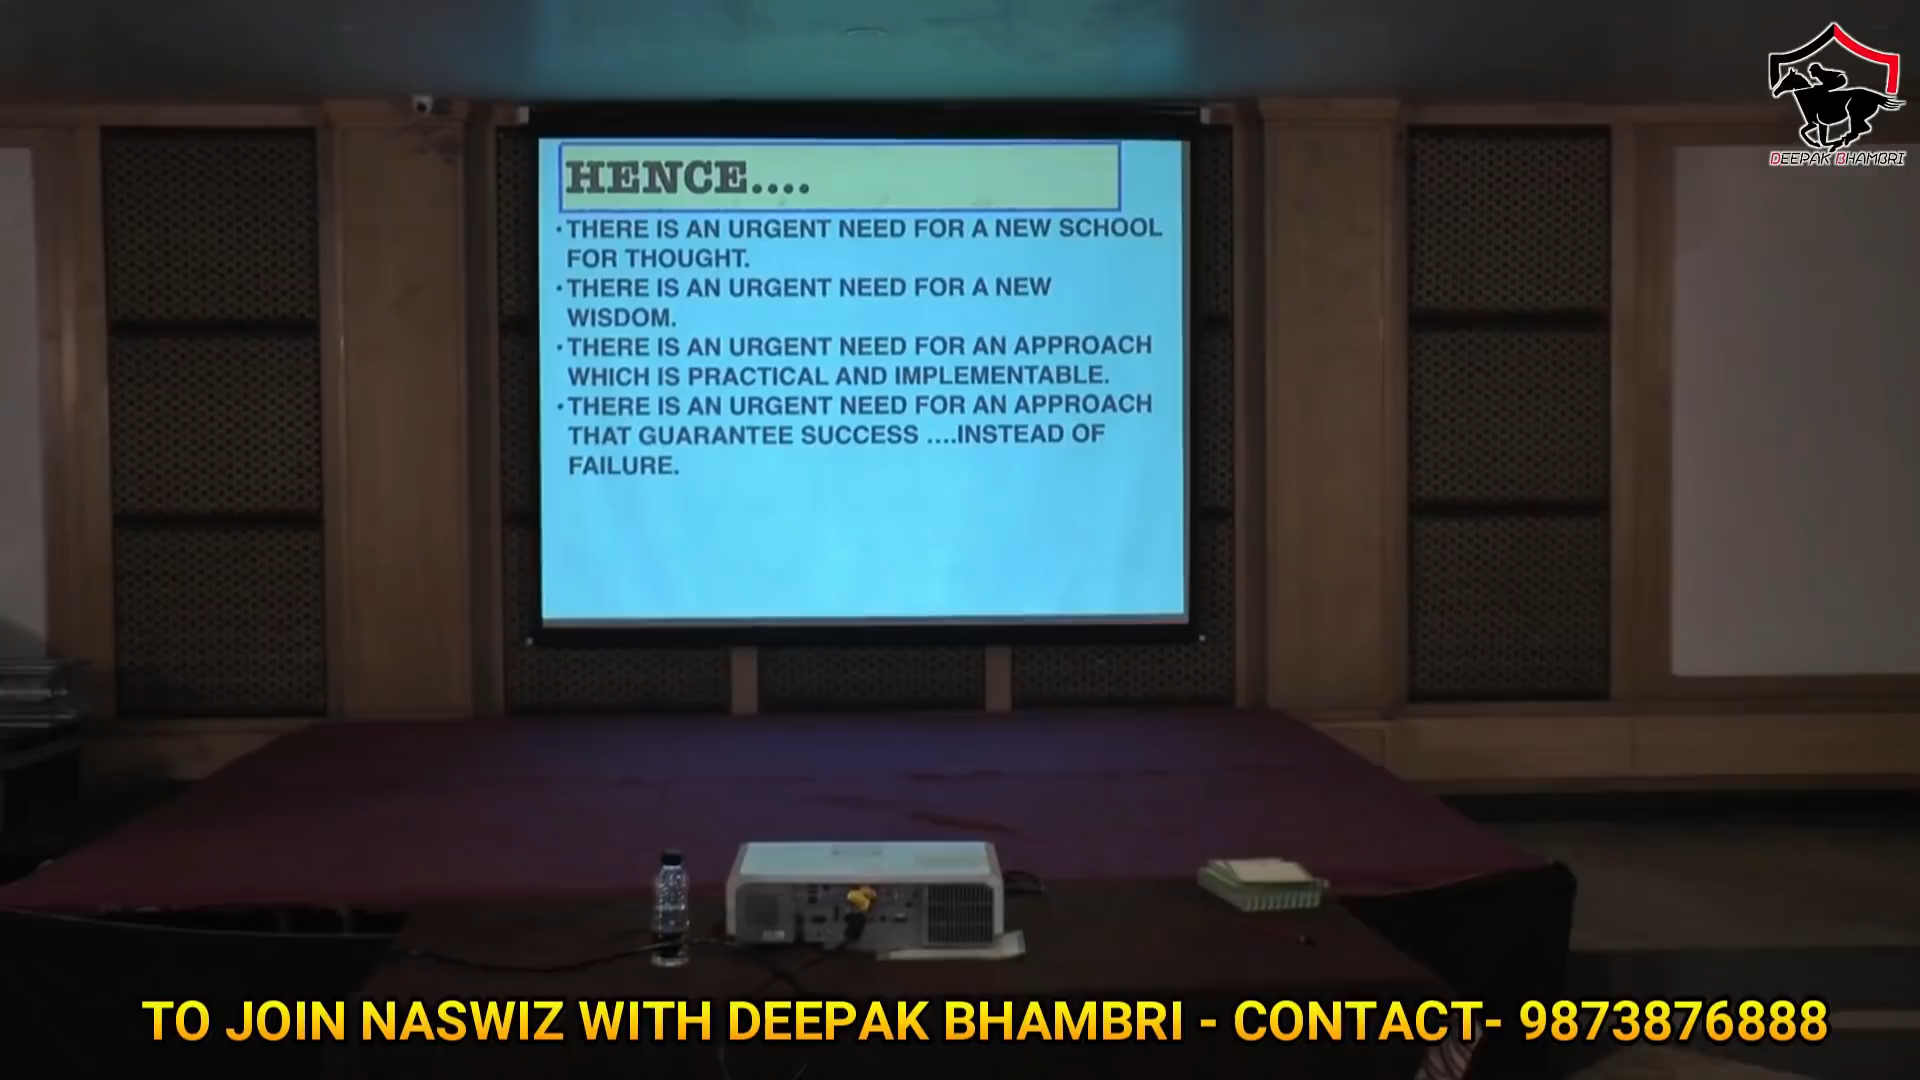 DEEPAK BHAMBRI
HENCE....
•THERE IS AN URGENT NEED FOR A NEW SCHOOL
FOR THOUGHT.
•THERE IS AN URGENT NEED FOR A NEW
WISDOM.
•THERE IS AN URGENT NEED FOR AN APPROACH
WHICH IS PRACTICAL AND IMPLEMENTABLE.
•THERE IS AN URGENT NEED FOR AN APPROACH
THAT GUARANTEE SUCCESS ....INSTEAD OF
FAILURE.
TO JOIN NASWIZ WITH DEEPAK BHAMBRI - CONTACT- 9873876888